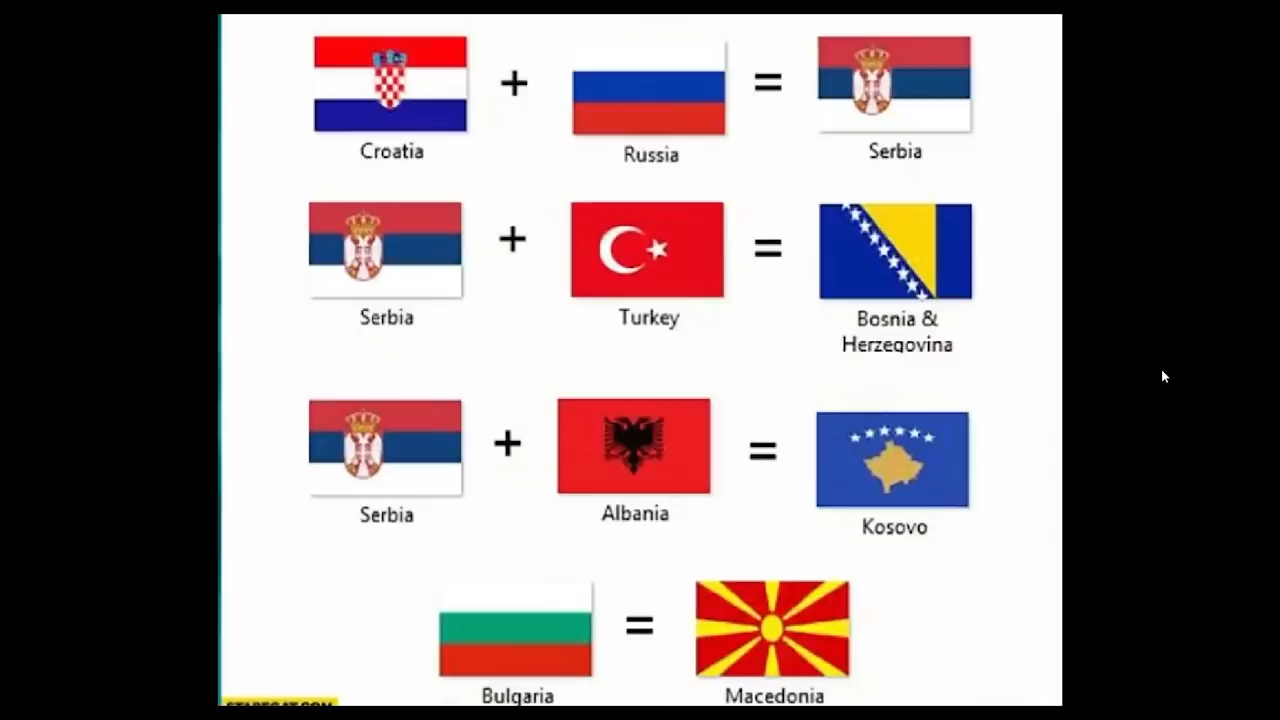 Croatia + Russia = Serbia
Serbia + Turkey = Bosnia &
Herzegovina
Serbia + Albania = Kosovo
Bulgaria = Macedonia